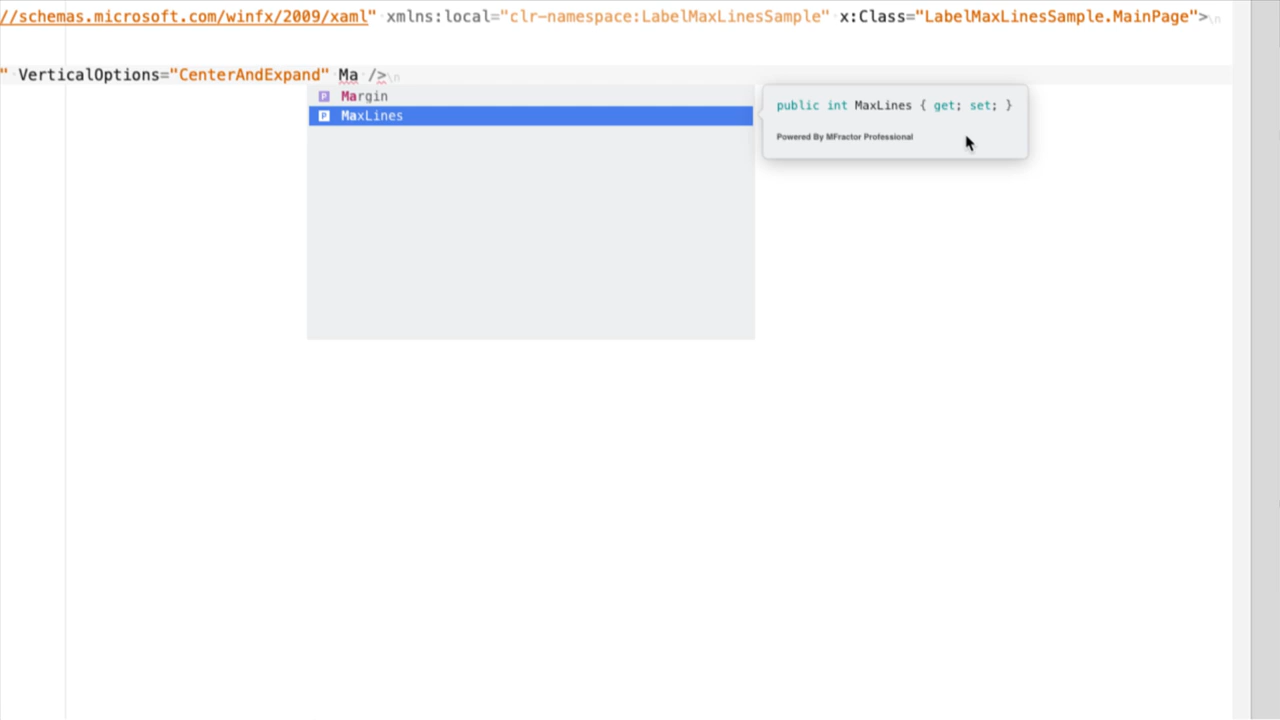 //schemas.microsoft.com/winfx/2009/xaml" xmlns:local="clr-namespace:LabelMaxLinesSample" x:Class="LabelMaxLinesSample.MainPage">\n
" VerticalOptions="CenterAndExpand" Ma />\n
P Margin
P MaxLines
public int MaxLines { get; set; }
Powered By MFractor Professional